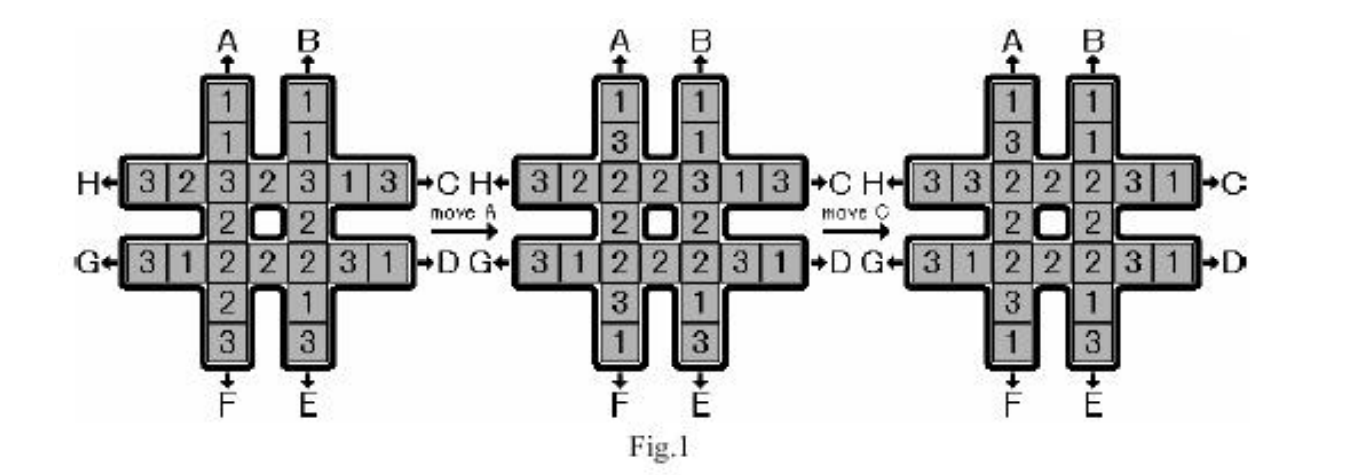 A B A B A B
1 1 1 1 1 1
1 1 3 1 3 1
H 3 2 3 2 3 1 3 C H 3 2 2 2 3 1 3 C H 3 3 2 2 2 3 1 C
2 2 move A 2 2 move C 2 2
G 3 1 2 2 2 3 1 D G 3 1 2 2 2 3 1 D G 3 1 2 2 2 3 1 D
2 1 3 1 3 1
3 3 1 3 1 3
F E F E F E
Fig.1